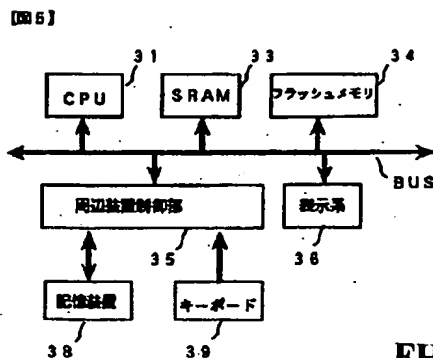 【図5】
31
33
34
CPU
SRAM
フラッシュメモリ
BUS
周辺装置制御部
表示系
35
36
記憶装置
キーボード
38
39